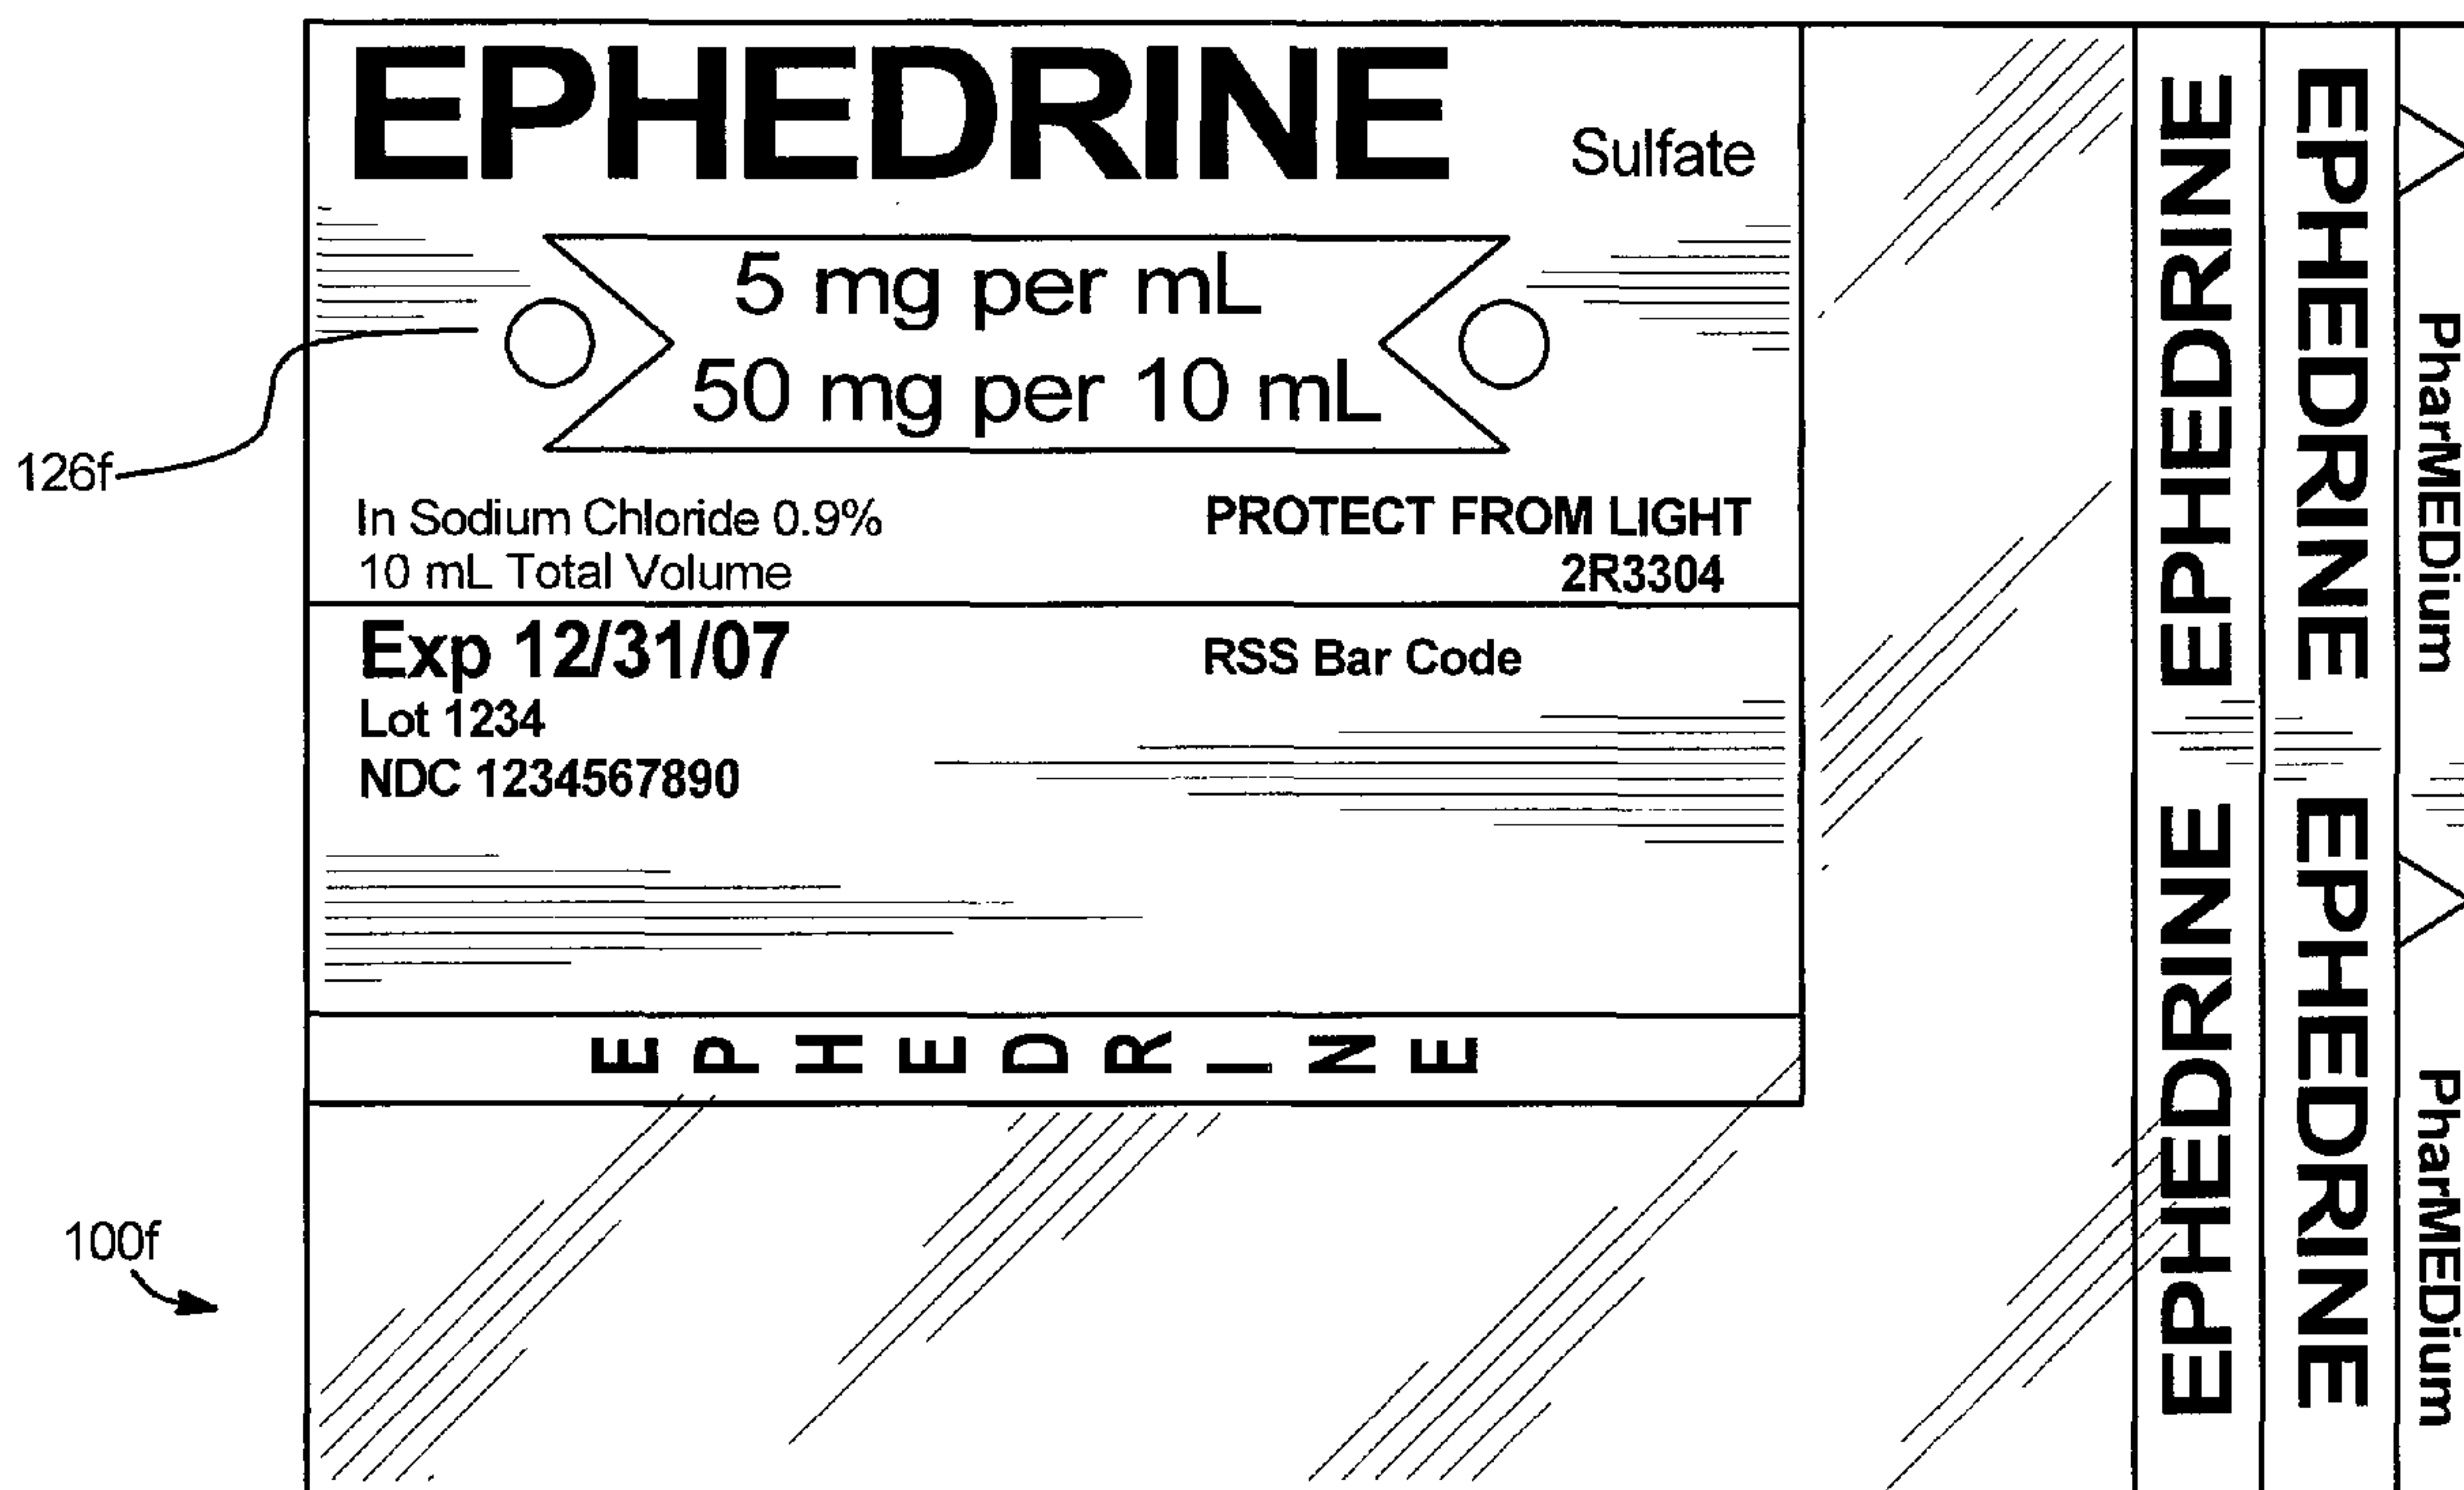 EPHEDRINE Sulfate
5 mg per mL
50 mg per 10 mL
126f
In Sodium Chloride 0.9% PROTECT FROM LIGHT
10 mL Total Volume 2R3304
Exp 12/31/07 RSS Bar Code
Lot 1234
NDC 1234567890
EPHEDRINE
100f
EPHEDRINE EPHEDRINE
EPHEDRINE EPHEDRINE
PharMEDium PharMEDium